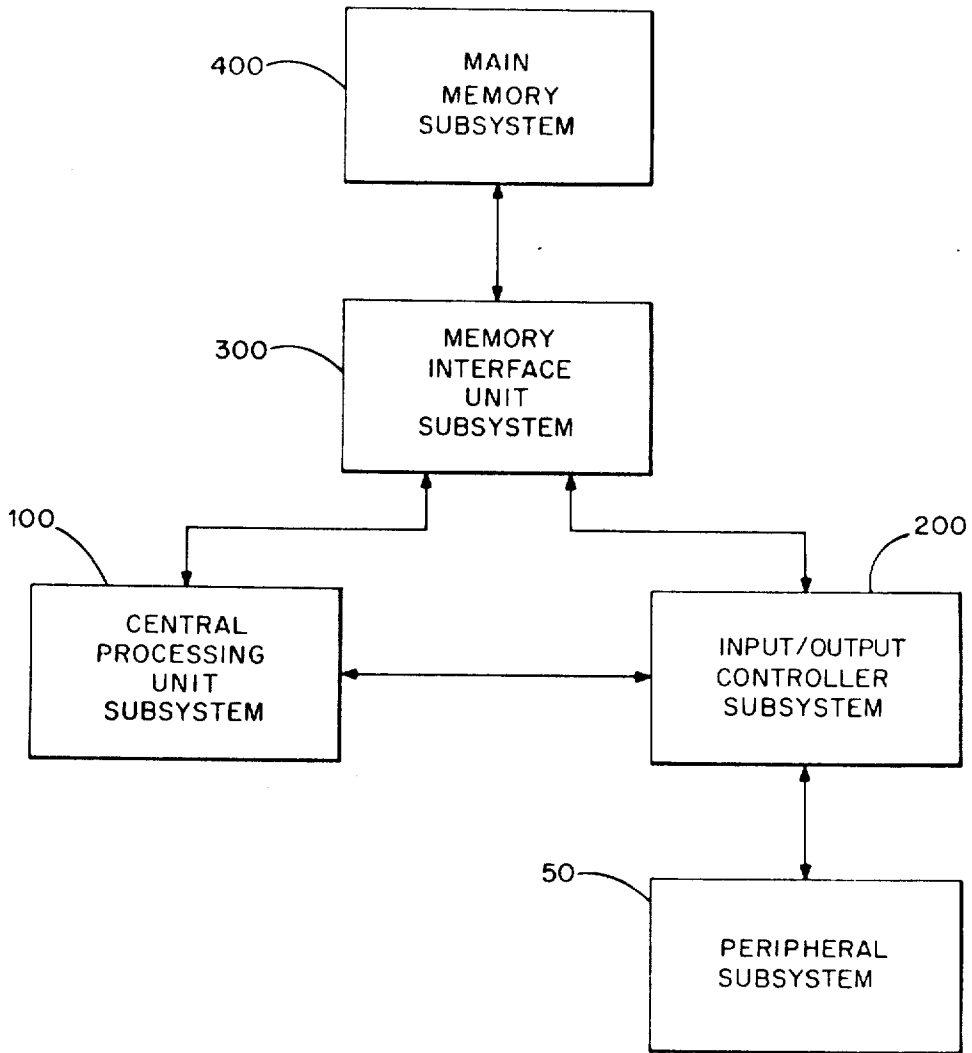 400
MAIN
MEMORY
SUBSYSTEM
300
MEMORY
INTERFACE
UNIT
SUBSYSTEM
100
CENTRAL
PROCESSING
UNIT
SUBSYSTEM
200
INPUT/OUTPUT
CONTROLLER
SUBSYSTEM
50
PERIPHERAL
SUBSYSTEM